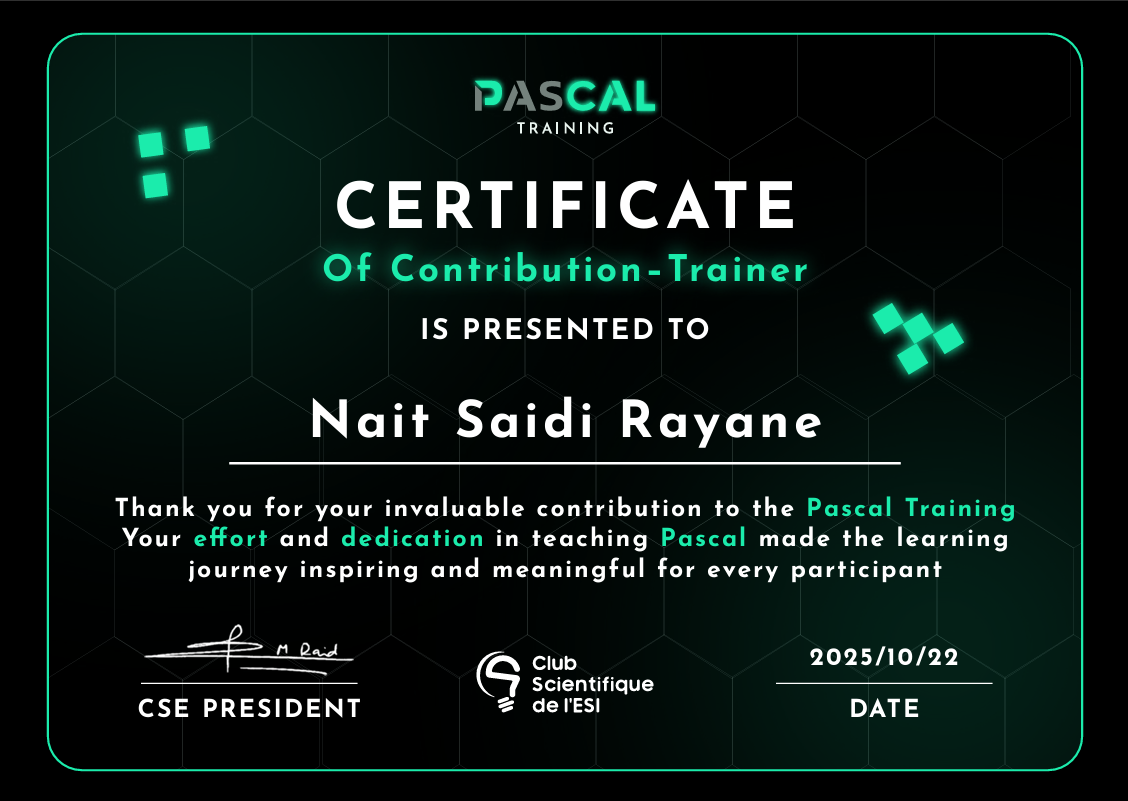 PASCAL
TRAINING
CERTIFICATE
Of Contribution-Trainer
IS PRESENTED TO
Nait Saidi Rayane
Thank you for your invaluable contribution to the Pascal Training
Your effort and dedication in teaching Pascal made the learning
journey inspiring and meaningful for every participant
M Raid
CSE PRESIDENT
Club
Scientifique
de l'ESI
2025/10/22
DATE